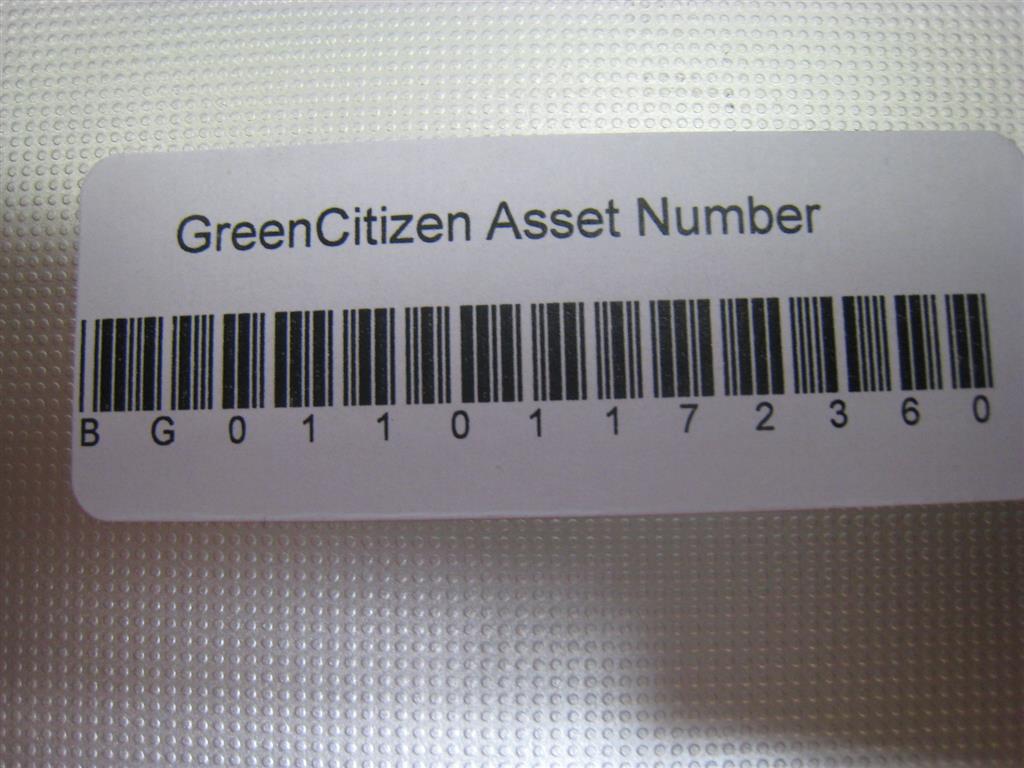 GreenCitizen Asset Number
B G 0 1 1 0 1 1 7 2 3 6 0